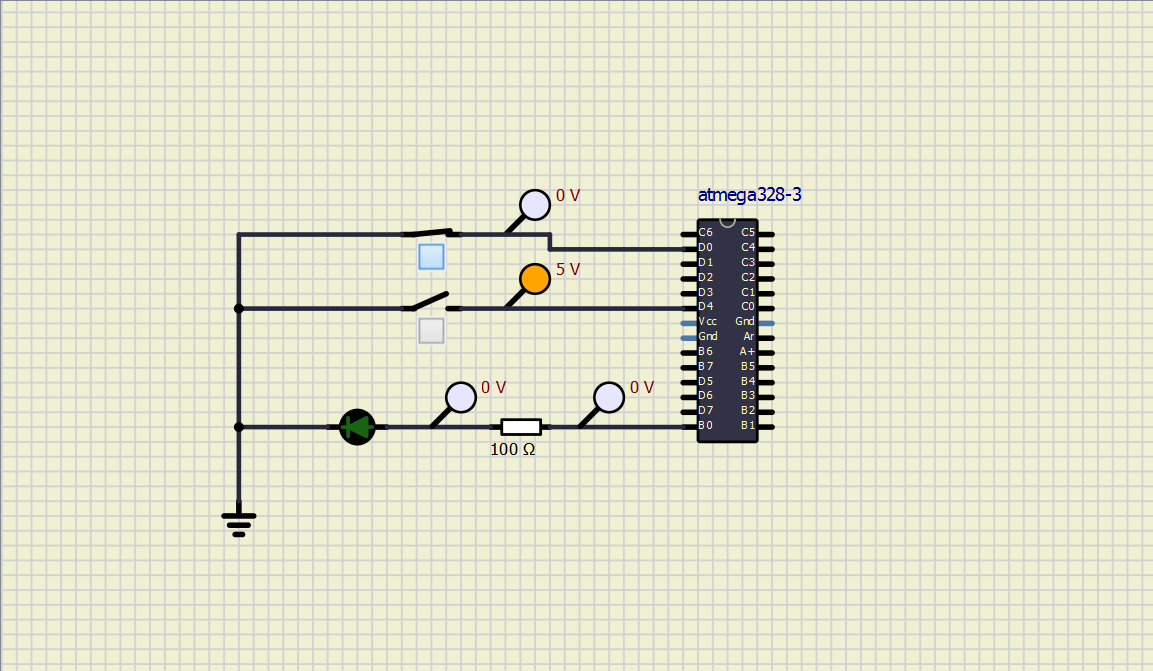 atmega328-3
0 V
5 V
0 V
0 V
100 Ω
C6 C5
D0 C4
D1 C3
D2 C2
D3 C1
D4 C0
Vcc Gnd
Gnd Ar
B6 A+
B7 B5
D5 B4
D6 B3
D7 B2
B0 B1